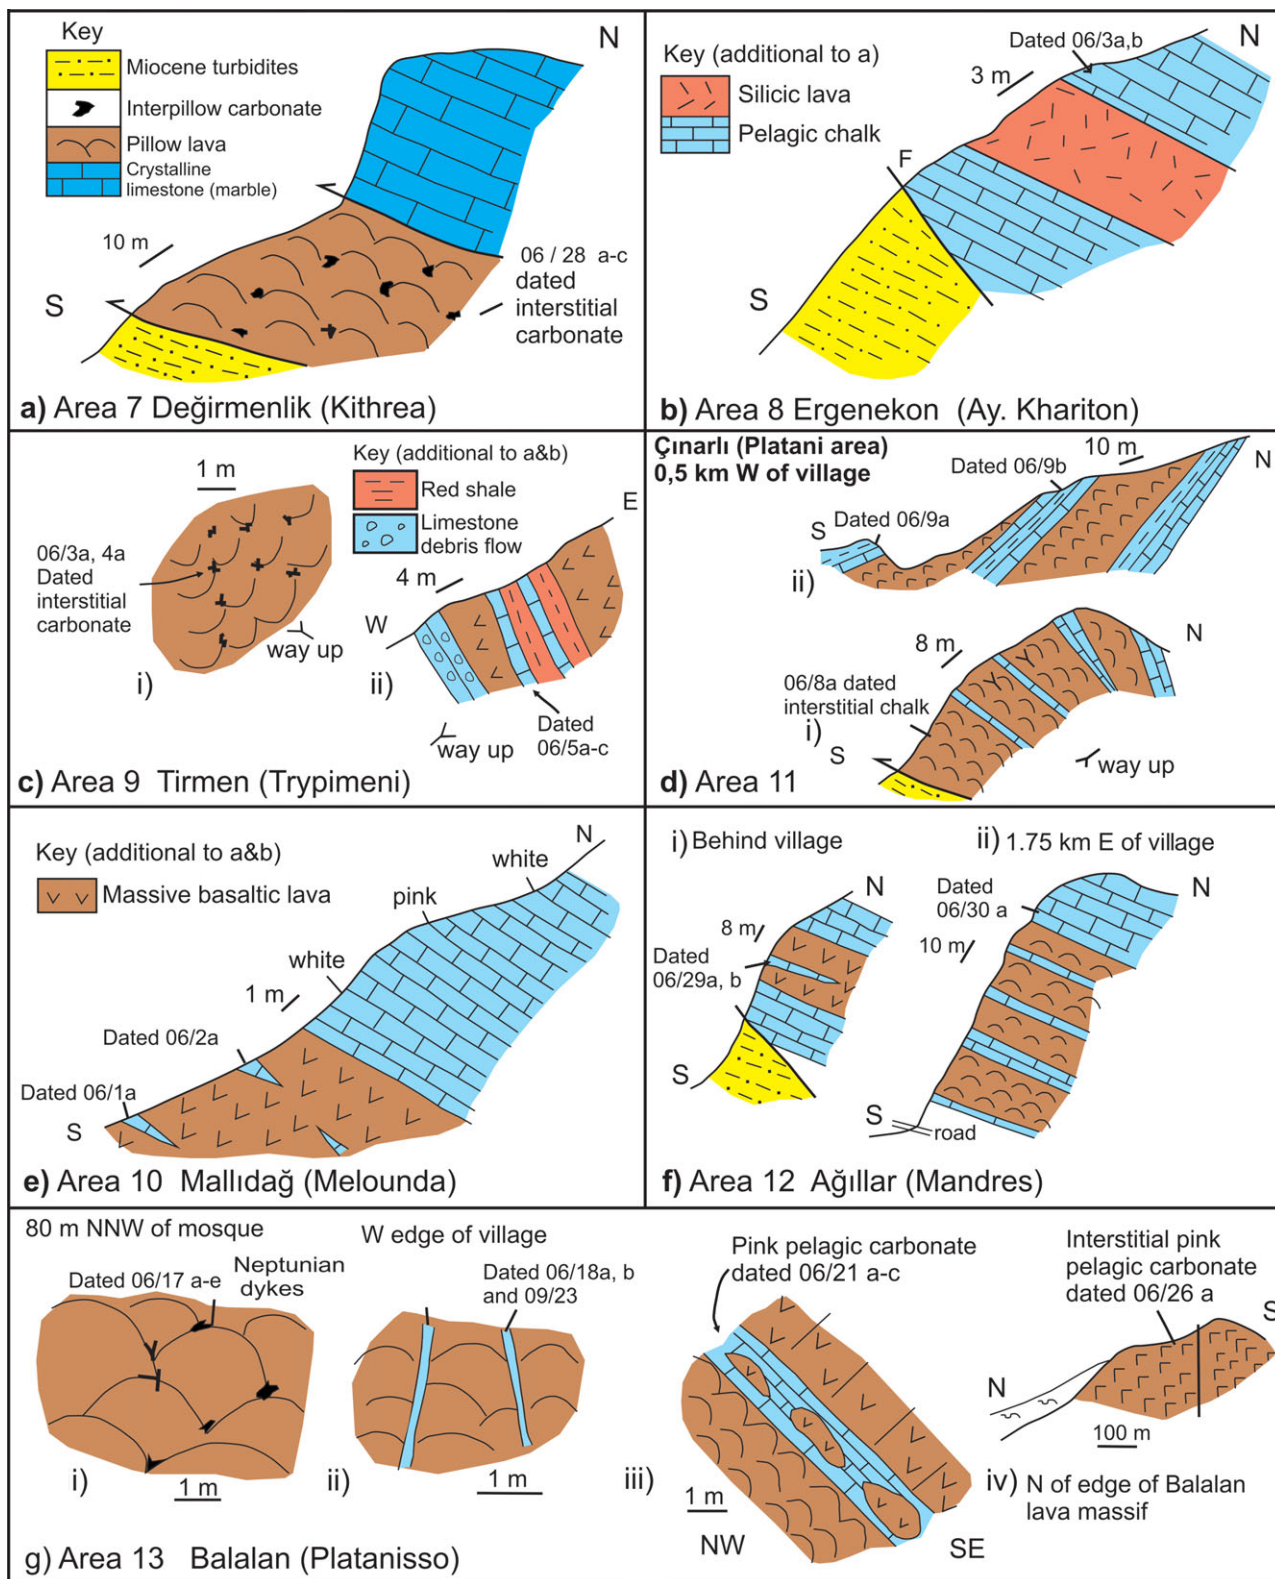 Key
Miocene turbidites
Interpillow carbonate
Pillow lava
Crystalline
limestone (marble)
N
10 m
S
06 / 28 a-c
dated
interstitial
carbonate
a) Area 7 Değirmenlik (Kithrea)
Key (additional to a)
Silicic lava
Pelagic chalk
Dated 06/3a,b
N
3 m
F
S
b) Area 8 Ergenekon (Ay. Khariton)
1 m
06/3a, 4a
Dated
interstitial
carbonate
way up
i)
Key (additional to a&b)
Red shale
Limestone
debris flow
E
4 m
W
ii)
way up
Dated
06/5a-c
c) Area 9 Tirmen (Trypimeni)
Çınarlı (Platani area)
0,5 km W of village
10 m
N
Dated 06/9b
S
Dated 06/9a
ii)
8 m
N
06/8a dated
interstitial chalk
i)
S
way up
d) Area 11
Key (additional to a&b)
Massive basaltic lava
N
white
pink
white
1 m
Dated 06/2a
Dated 06/1a
S
e) Area 10 Mallıdağ (Melounda)
i) Behind village
N
8 m
Dated
06/29a, b
S
ii) 1.75 km E of village
Dated
06/30 a
N
10 m
S
road
f) Area 12 Ağıllar (Mandres)
80 m NNW of mosque
Dated 06/17 a-e
Neptunian
dykes
i)
1 m
W edge of village
Dated 06/18a, b
and 09/23
ii)
1 m
Pink pelagic carbonate
dated 06/21 a-c
iii)
1 m
NW
SE
Interstitial pink
pelagic carbonate
dated 06/26 a
S
N
100 m
iv) N of edge of Balalan
lava massif
g) Area 13 Balalan (Platanisso)